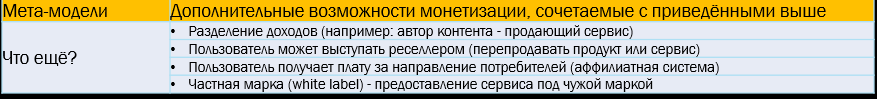 Мета-модели
Дополнительные возможности монетизации, сочетаемые с приведёнными выше
Что ещё?
• Разделение доходов (например: автор контента - продающий сервис)
• Пользователь может выступать реселлером (перепродавать продукт или сервис)
• Пользователь получает плату за направление потребителей (аффилиатная система)
• Частная марка (white label) - предоставление сервиса под чужой маркой